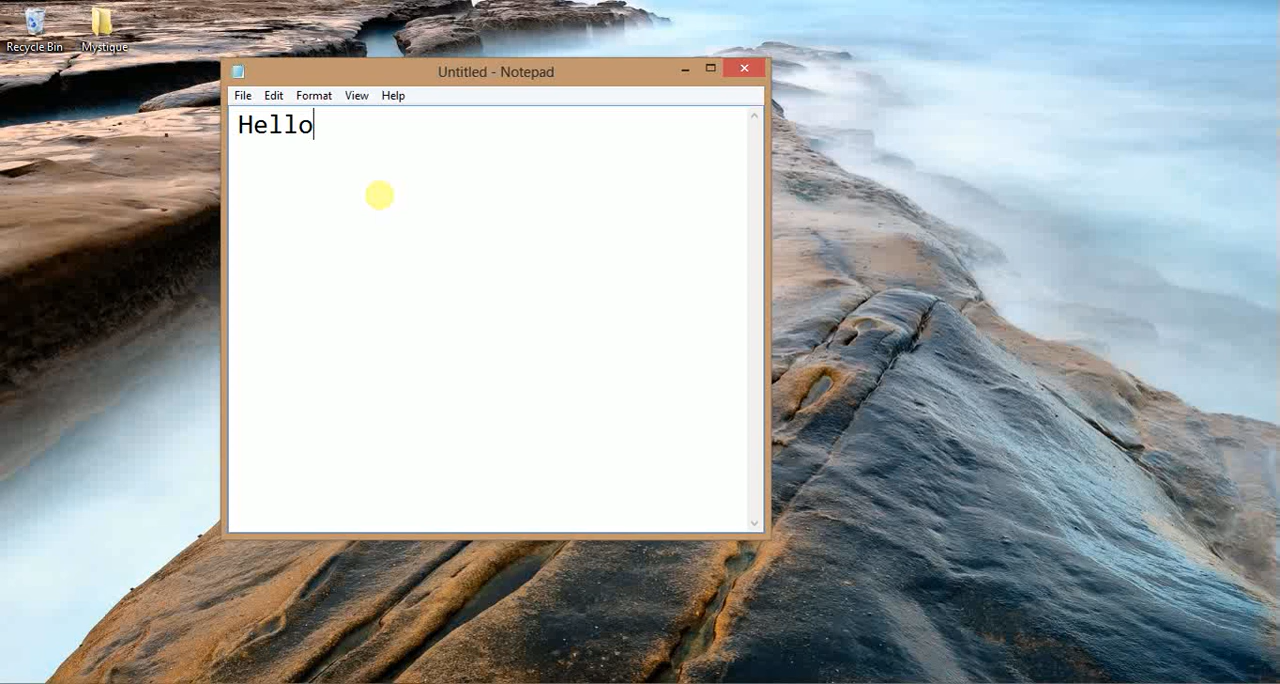 Recycle Bin
Mystique
Untitled - Notepad
File Edit Format View Help
Hello